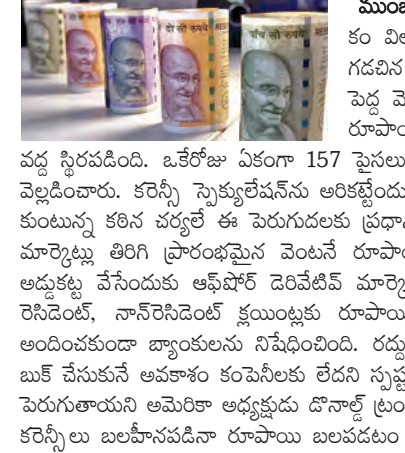 ముంబ
కం విల
గడచిన
పెద్ద మె
రూపాయ
వద్ద స్థిరపడింది. ఒకేరోజు ఏకంగా 157 పైసలు
వెల్లడించారు. కరెన్సీ స్పెక్యులేషన్‌ను అరికట్టేందు
కుంటున్న కఠిన చర్యలే ఈ పెరుగుదలకు ప్రధాన
మార్కెట్లు తిరిగి ప్రారంభమైన వెంటనే రూపాం
అడ్డుకట్ట వేసేందుకు ఆఫ్‌షోర్ డెరివేటివ్ మార్కె
రెసిడెంట్, నాన్‌రెసిడెంట్ క్లయింట్లకు రూపాయి
అందించకుండా బ్యాంకులను నిషేధించింది. రద్దు
బుక్ చేసుకునే అవకాశం కంపెనీలకు లేదని స్పష్ట
పెరుగుతాయని అమెరికా అధ్యక్షుడు డొనాల్డ్ ట్రం
కరెన్సీలు బలహీనపడినా రూపాయి బలపడటం